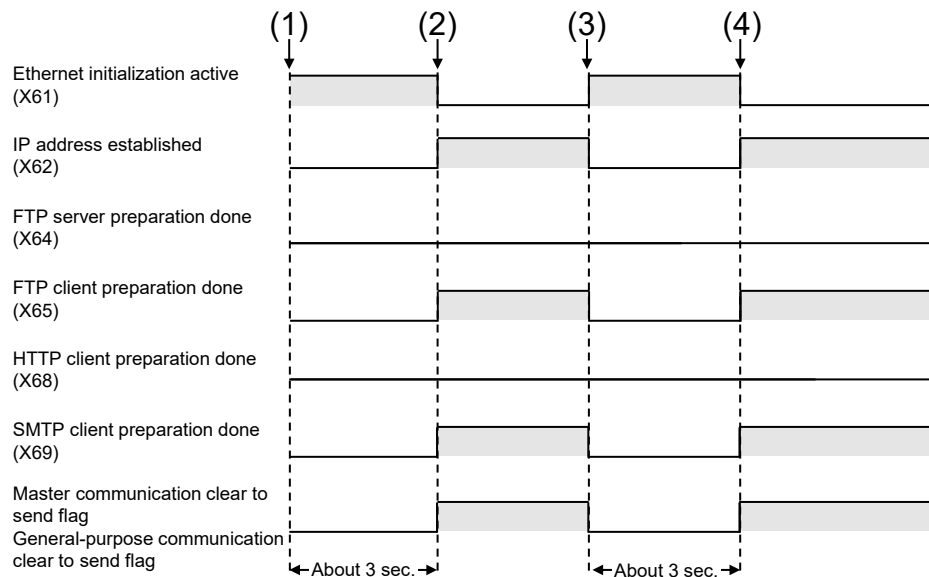 (1) (2) (3) (4)
Ethernet initialization active
(X61)
IP address established
(X62)
FTP server preparation done
(X64)
FTP client preparation done
(X65)
HTTP client preparation done
(X68)
SMTP client preparation done
(X69)
Master communication clear to
send flag
General-purpose communication
clear to send flag
About 3 sec. About 3 sec.